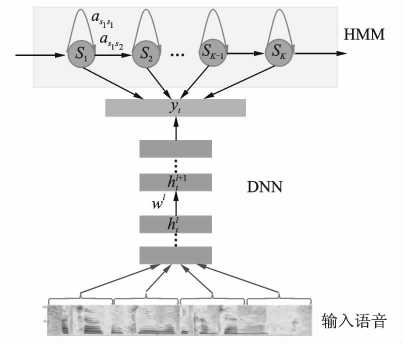 a_{s_1s_1}
HMM
a_{s_1s_2}
S_1 S_2 ... S_{K-1} S_K
y_t
h_t^{i+1}
DNN
w^i
h_t^i
输入语音